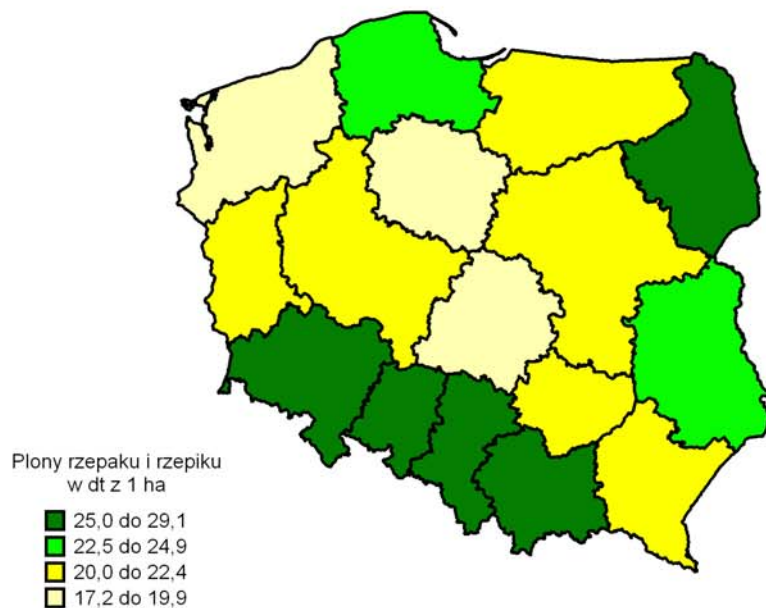 Plony rzepaku i rzepiku
w dt z 1 ha
25,0 do 29,1
22,5 do 24,9
20,0 do 22,4
17,2 do 19,9